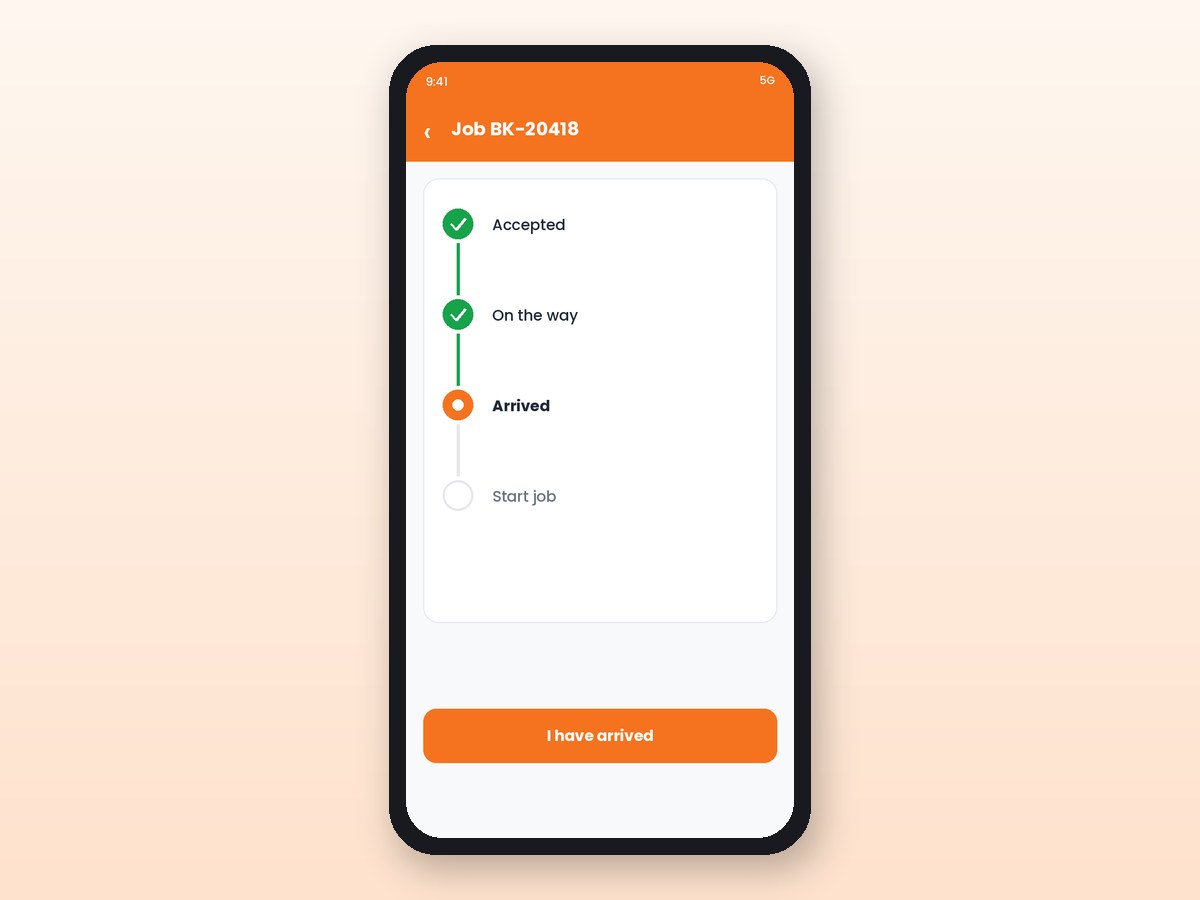 9:41
5G
‹ Job BK-20418
Accepted
On the way
Arrived
Start job
I have arrived